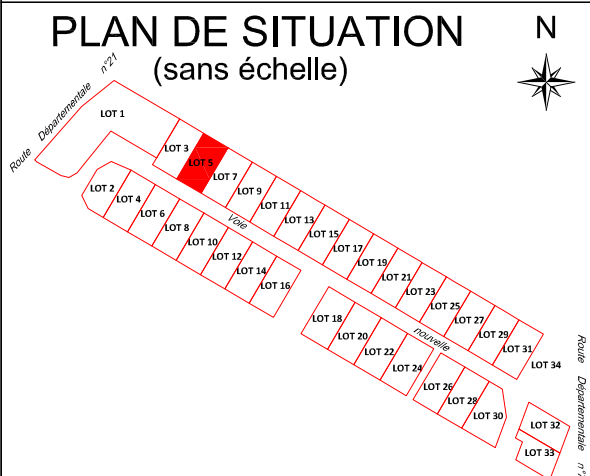 PLAN DE SITUATION
(sans échelle)
N
Route Départementale n°21
LOT 1
LOT 3
LOT 5
LOT 7
LOT 9
LOT 11
LOT 13
LOT 15
LOT 17
LOT 19
LOT 21
LOT 23
LOT 25
LOT 27
LOT 29
LOT 31
LOT 34
Voie nouvelle
LOT 2
LOT 4
LOT 6
LOT 8
LOT 10
LOT 12
LOT 14
LOT 16
LOT 18
LOT 20
LOT 22
LOT 24
LOT 26
LOT 28
LOT 30
LOT 32
LOT 33
Route Départementale